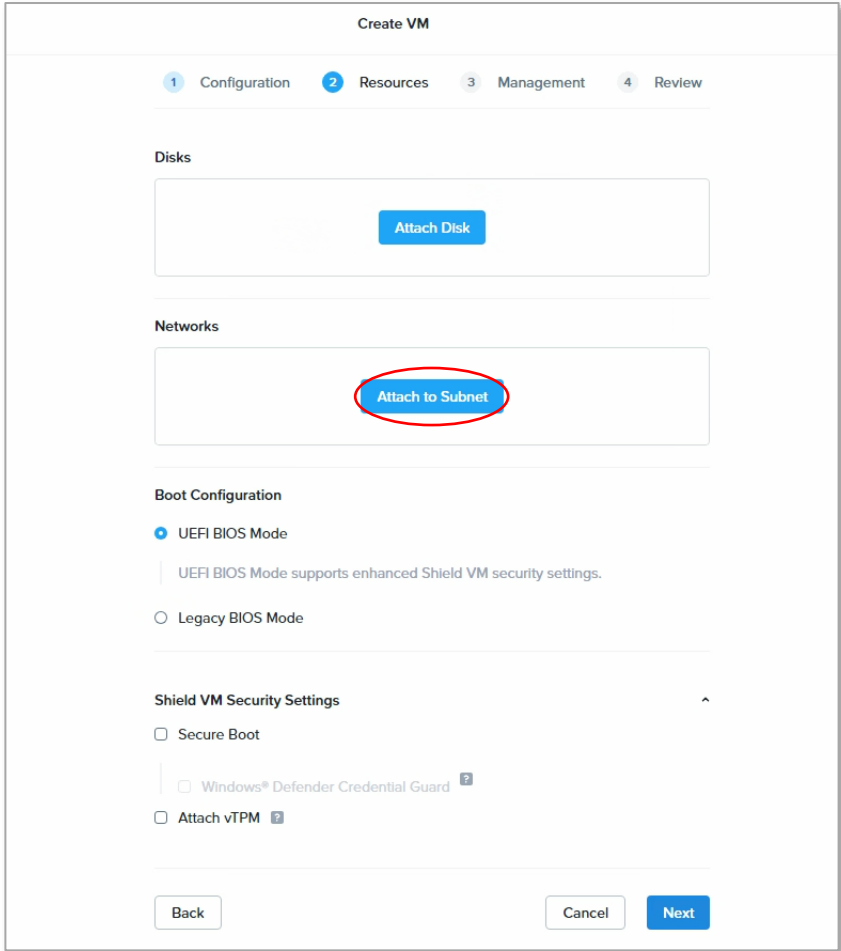 Create VM
1 Configuration 2 Resources 3 Management 4 Review
Disks
Attach Disk
Networks
Attach to Subnet
Boot Configuration
UEFI BIOS Mode
UEFI BIOS Mode supports enhanced Shield VM security settings.
Legacy BIOS Mode
Shield VM Security Settings
Secure Boot
Windows® Defender Credential Guard ?
Attach vTPM ?
Back Cancel Next